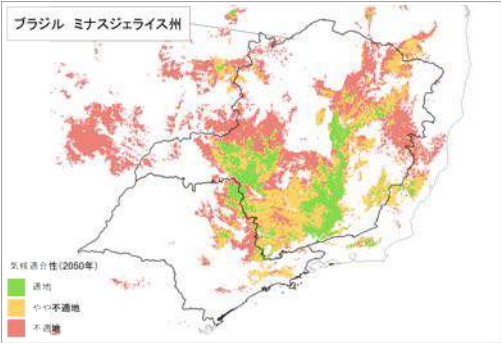 ブラジル ミナスジェライス州
気候適合性(2050年)
適地
やや不適地
不適地